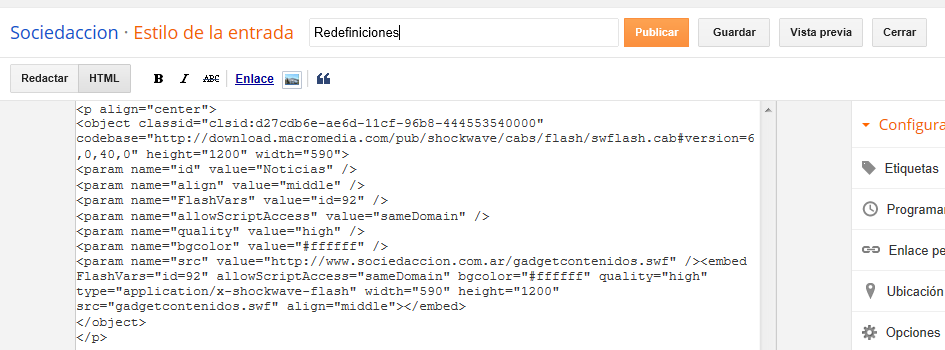 Sociedaccion · Estilo de la entrada Redefiniciones Publicar Guardar Vista previa Cerrar
Redactar HTML B I ABC Enlace
<p align="center">
<object classid="clsid:d27cdb6e-ae6d-11cf-96b8-444553540000"
codebase="http://download.macromedia.com/pub/shockwave/cabs/flash/swflash.cab#version=6
,0,40,0" height="1200" width="590">
<param name="id" value="Noticias" />
<param name="align" value="middle" />
<param name="FlashVars" value="id=92" />
<param name="allowScriptAccess" value="sameDomain" />
<param name="quality" value="high" />
<param name="bgcolor" value="#ffffff" />
<param name="src" value="http://www.sociedaccion.com.ar/gadgetcontenidos.swf" /><embed
FlashVars="id=92" allowScriptAccess="sameDomain" bgcolor="#ffffff" quality="high"
type="application/x-shockwave-flash" width="590" height="1200"
src="gadgetcontenidos.swf" align="middle"></embed>
</object>
</p>
Configura
Etiquetas
Programar
Enlace pe
Ubicación
Opciones